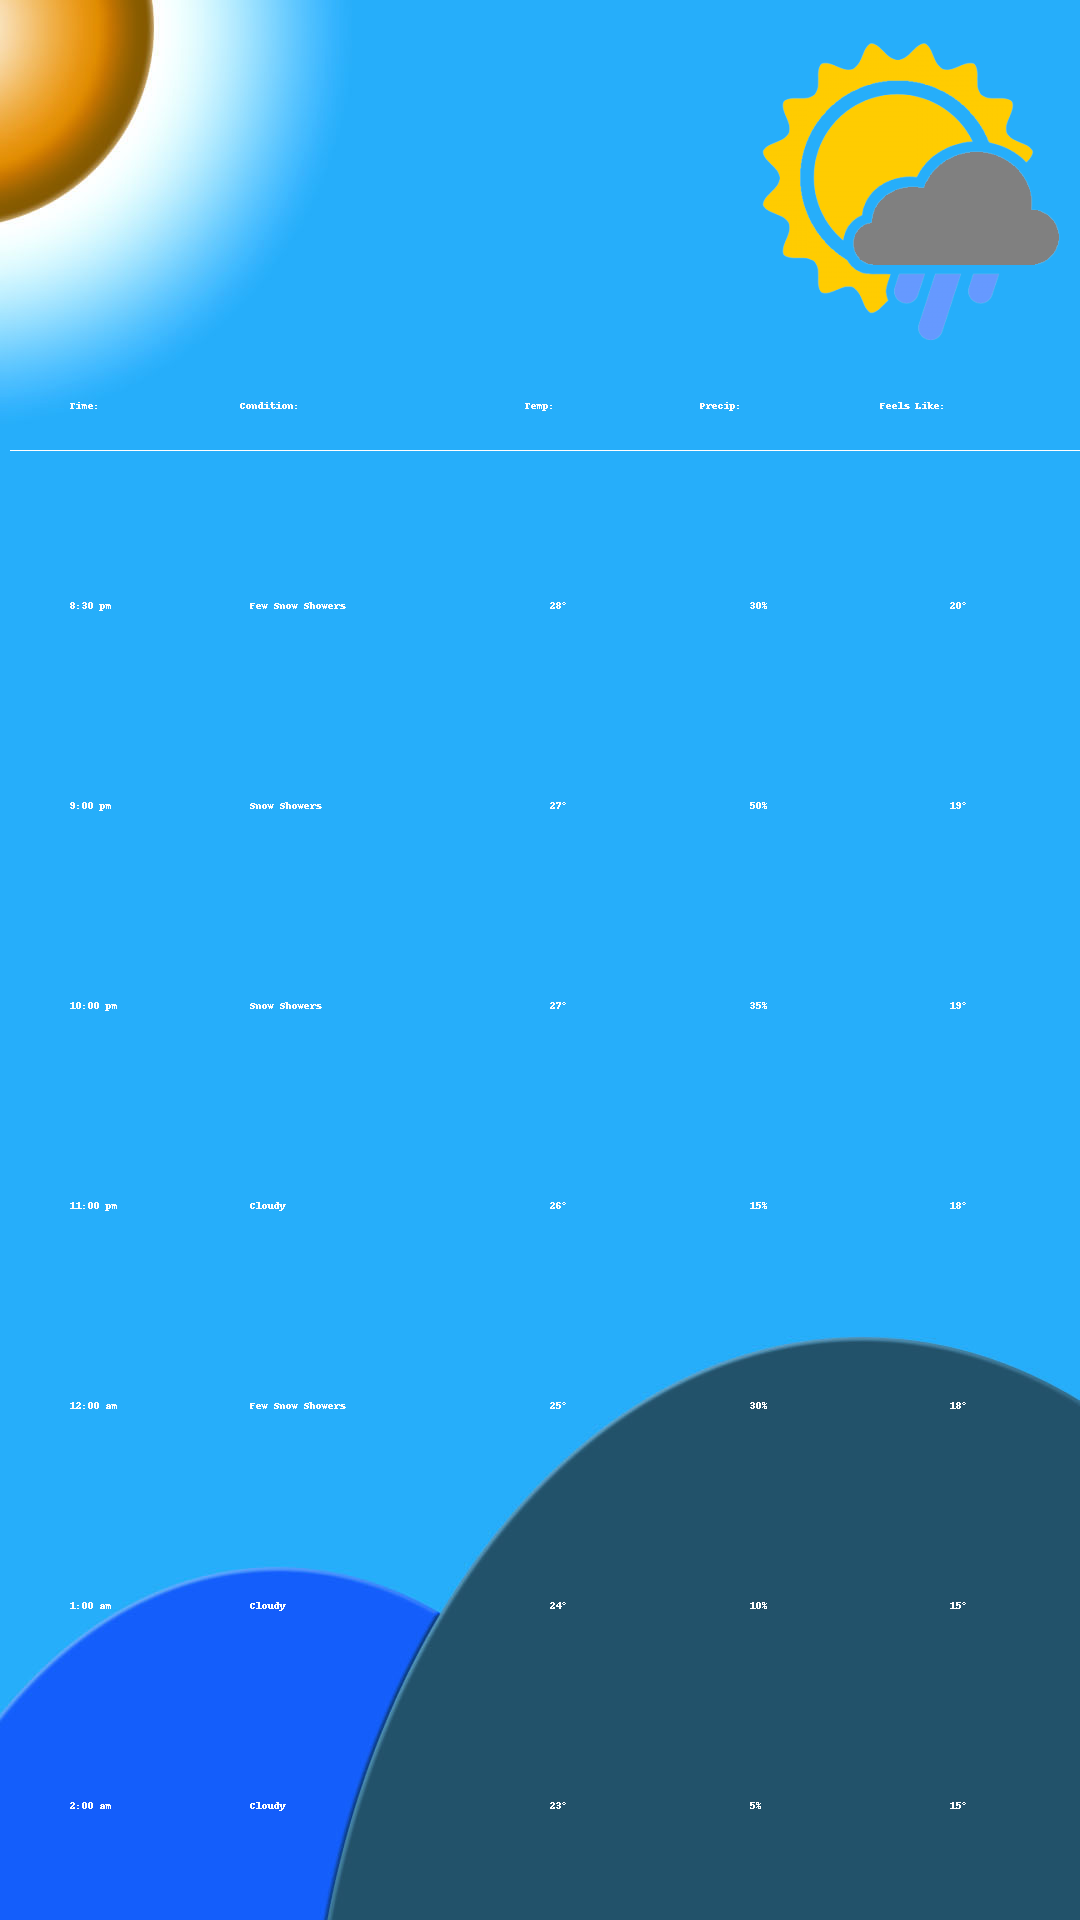 Time: Condition: Temp: Precip: Feels Like:
8:30 pm Few Snow Showers 28° 30% 20°
9:00 pm Snow Showers 27° 50% 19°
10:00 pm Snow Showers 27° 35% 19°
11:00 pm Cloudy 26° 15% 18°
12:00 am Few Snow Showers 25° 30% 18°
1:00 am Cloudy 24° 10% 15°
2:00 am Cloudy 23° 5% 15°